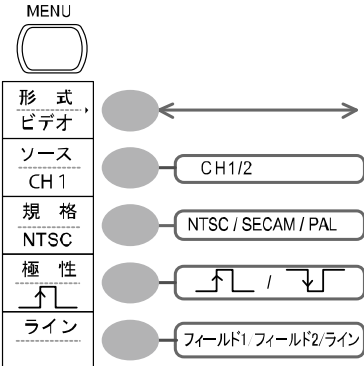 MENU
形 式
ビデオ
ソース
CH 1
CH1/2
規 格
NTSC
NTSC / SECAM / PAL
極 性
/
ライン
フィールド1/フィールド2/ライン